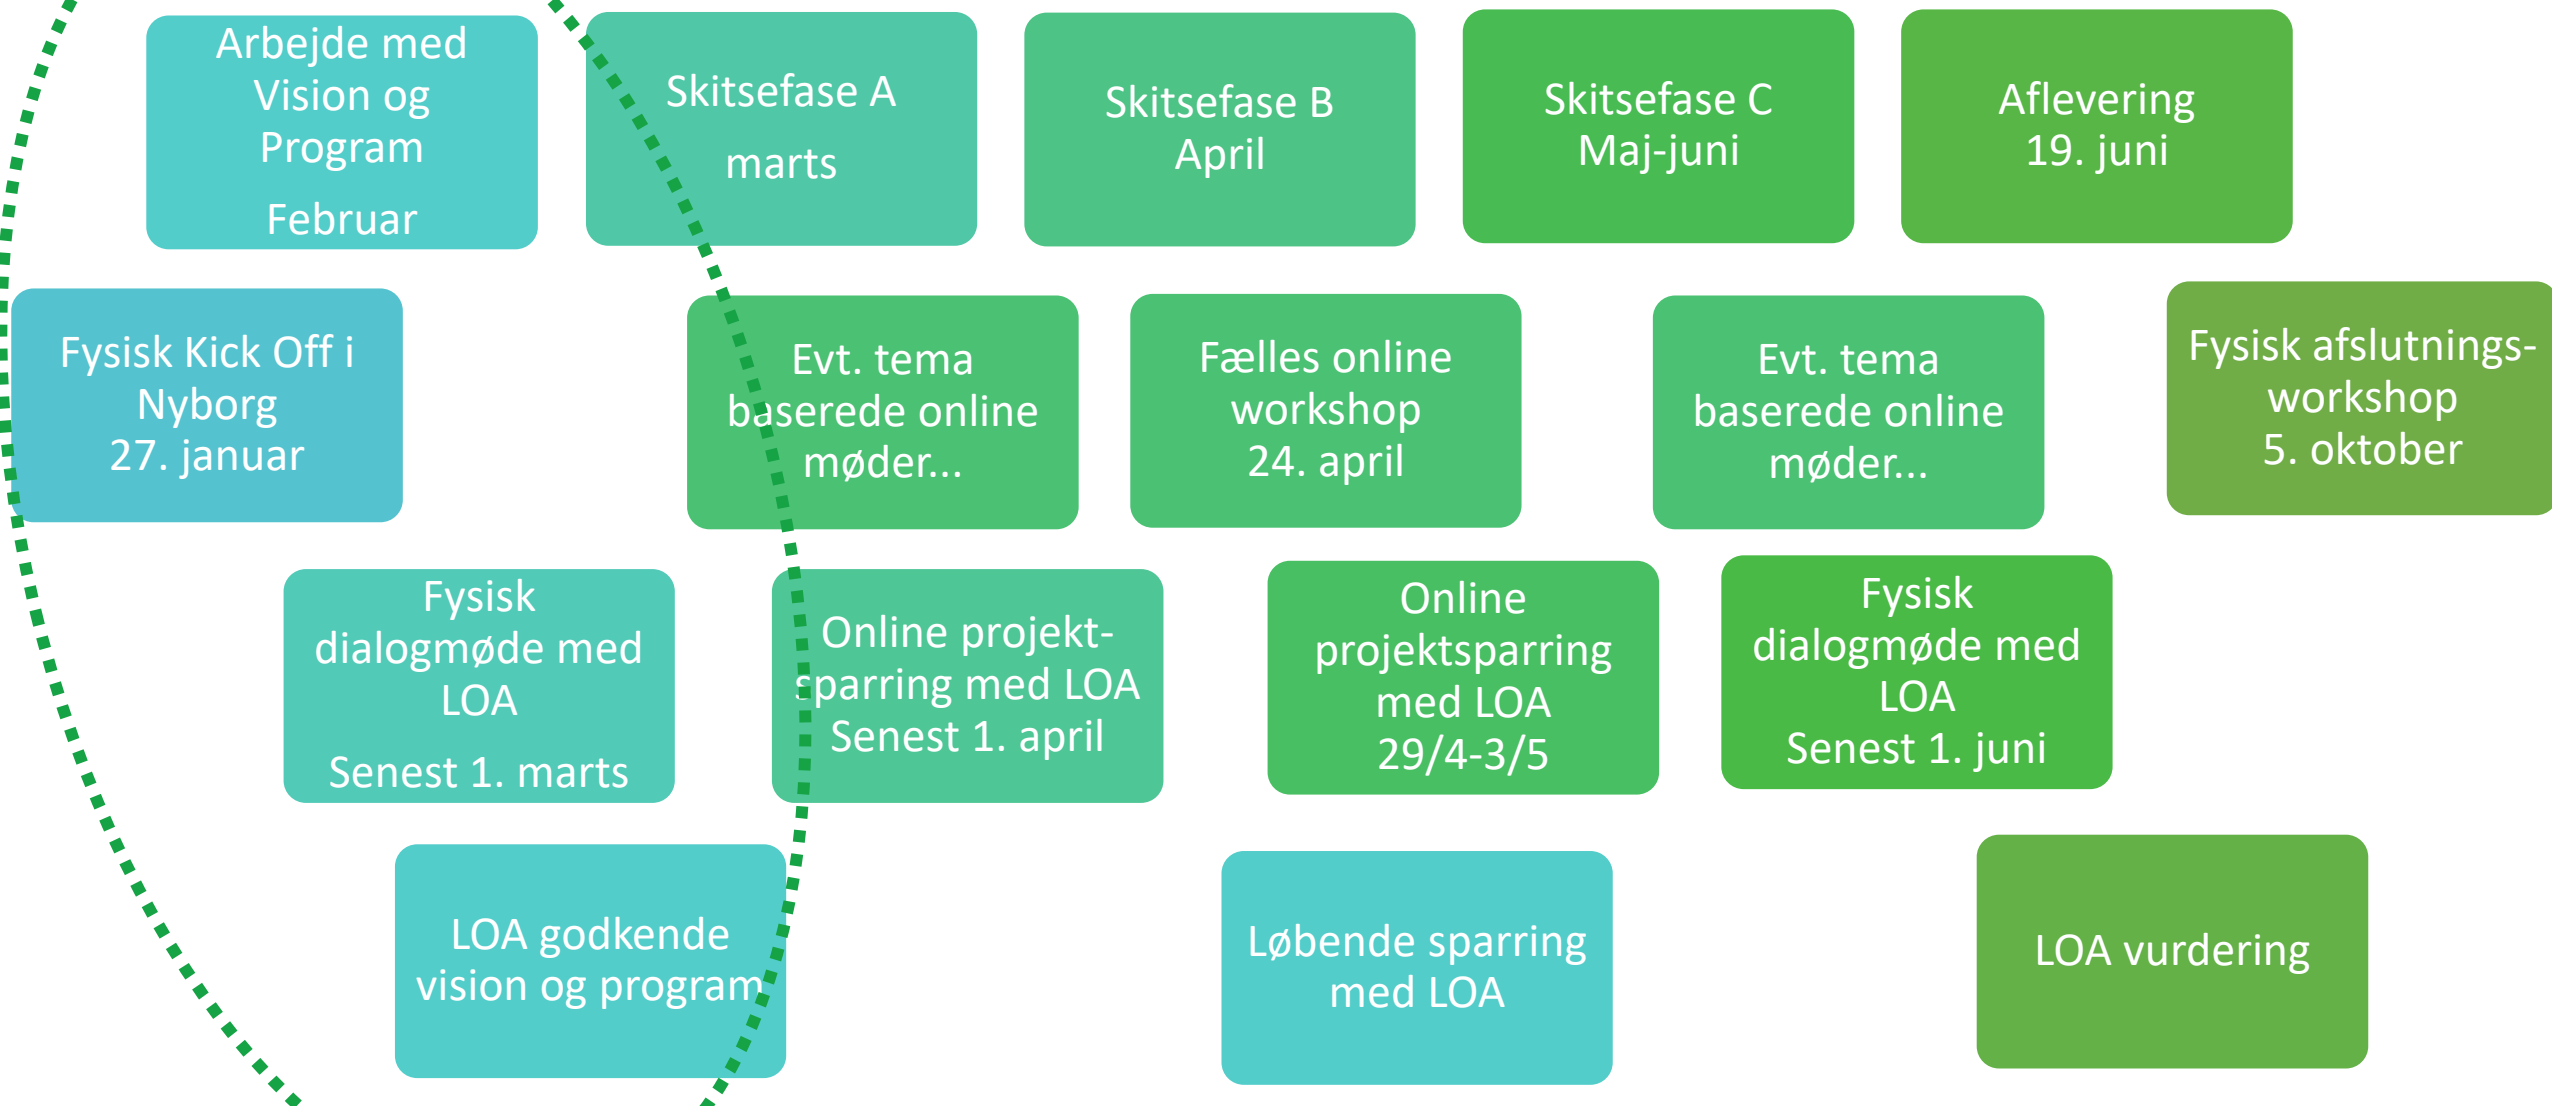 Arbejde med
Vision og
Program
Februar
Skitsefase A
marts
Skitsefase B
April
Skitsefase C
Maj-juni
Aflevering
19. juni
Fysisk Kick Off i
Nyborg
27. januar
Evt. tema
baserede online
møder...
Fælles online
workshop
24. april
Evt. tema
baserede online
møder...
Fysisk afslutnings-
workshop
5. oktober
Fysisk
dialogmøde med
LOA
Senest 1. marts
Online projekt-
sparring med LOA
Senest 1. april
Online
projektsparring
med LOA
29/4-3/5
Fysisk
dialogmøde med
LOA
Senest 1. juni
LOA godkende
vision og program
Løbende sparring
med LOA
LOA vurdering